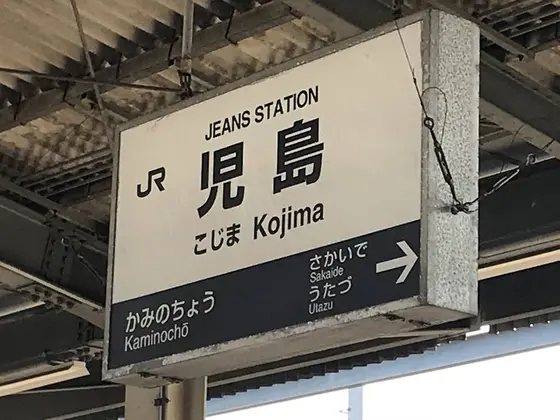 JEANS STATION
JR 児島
こじま Kojima
かみのちょう
Kaminochō
さかいで
Sakaide
うたづ
Utazu